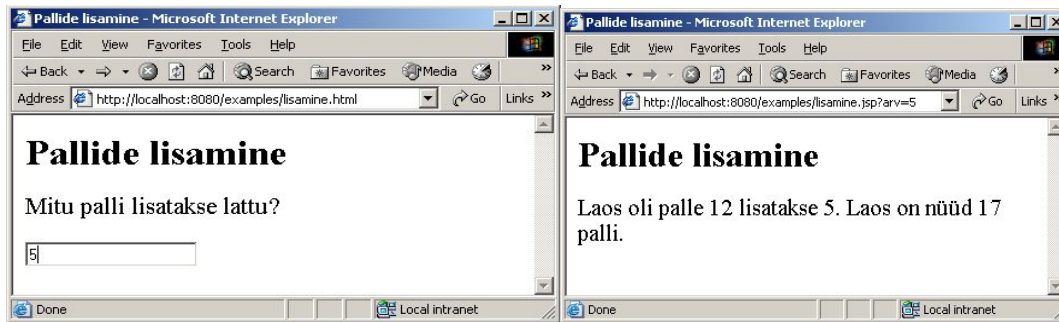 Pallide lisamine - Microsoft Internet Explorer
File Edit View Favorites Tools Help
Back Search Favorites Media »
Address http://localhost:8080/examples/lisamine.html Go Links »
Pallide lisamine
Mitu palli lisatakse lattu?
5
Done Local intranet
Pallide lisamine - Microsoft Internet Explorer
File Edit View Favorites Tools Help
Back Search Favorites Media »
Address http://localhost:8080/examples/lisamine.jsp?arv=5 Go Links »
Pallide lisamine
Laos oli palle 12 lisatakse 5. Laos on nüüd 17
palli.
Done Local intranet